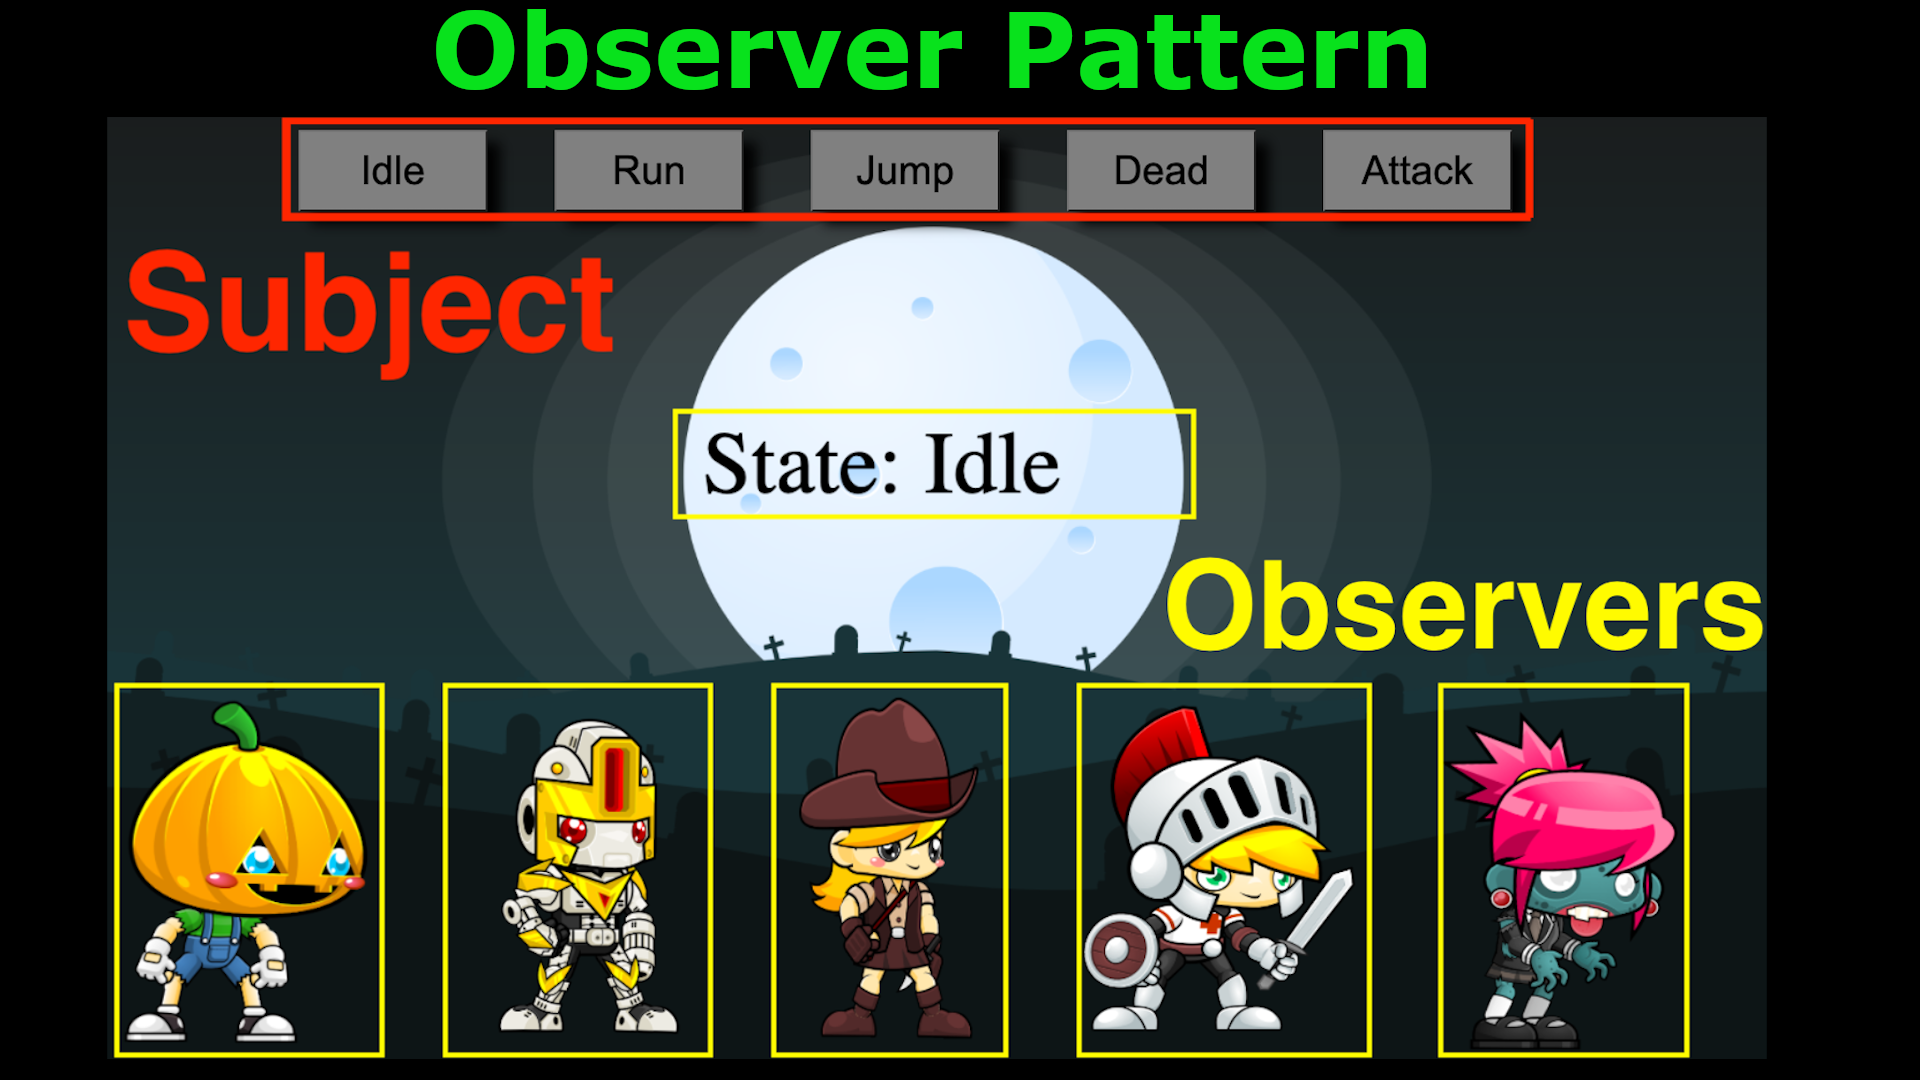 Observer Pattern
Idle Run Jump Dead Attack
Subject
State: Idle
Observers